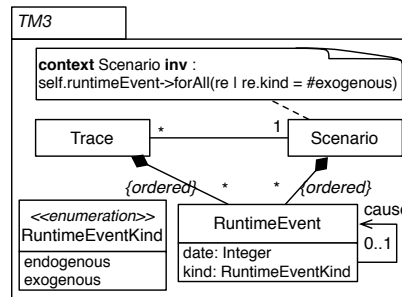 TM3
context Scenario inv :
self.runtimeEvent->forAll(re | re.kind = #exogenous)
Trace
*
1
Scenario
{ordered}
*
*
{ordered}
<<enumeration>>
RuntimeEventKind
endogenous
exogenous
RuntimeEvent
date: Integer
kind: RuntimeEventKind
cause
0..1